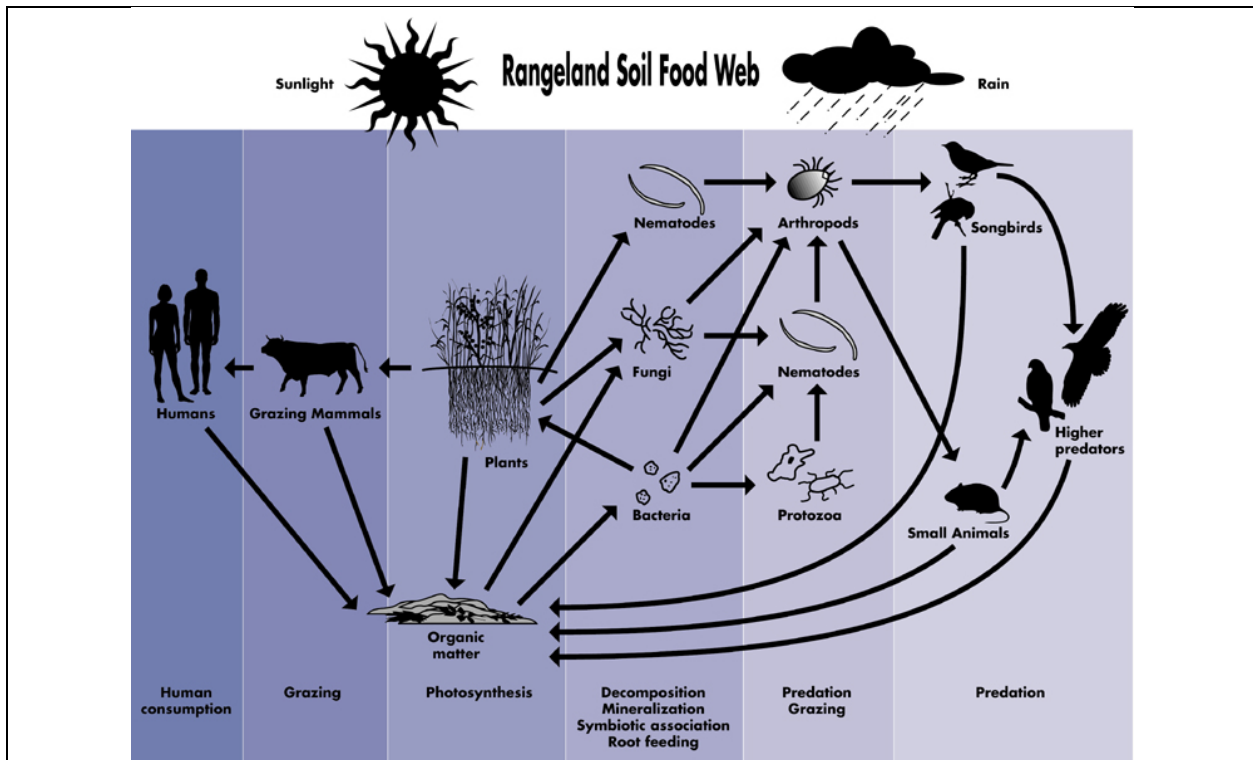 Rangeland Soil Food Web
Sunlight
Rain
Nematodes
Arthropods
Songbirds
Humans
Grazing Mammals
Plants
Fungi
Nematodes
Higher
predators
Bacteria
Protozoa
Small Animals
Organic
matter
Human
consumption
Grazing
Photosynthesis
Decomposition
Mineralization
Symbiotic association
Root feeding
Predation
Grazing
Predation